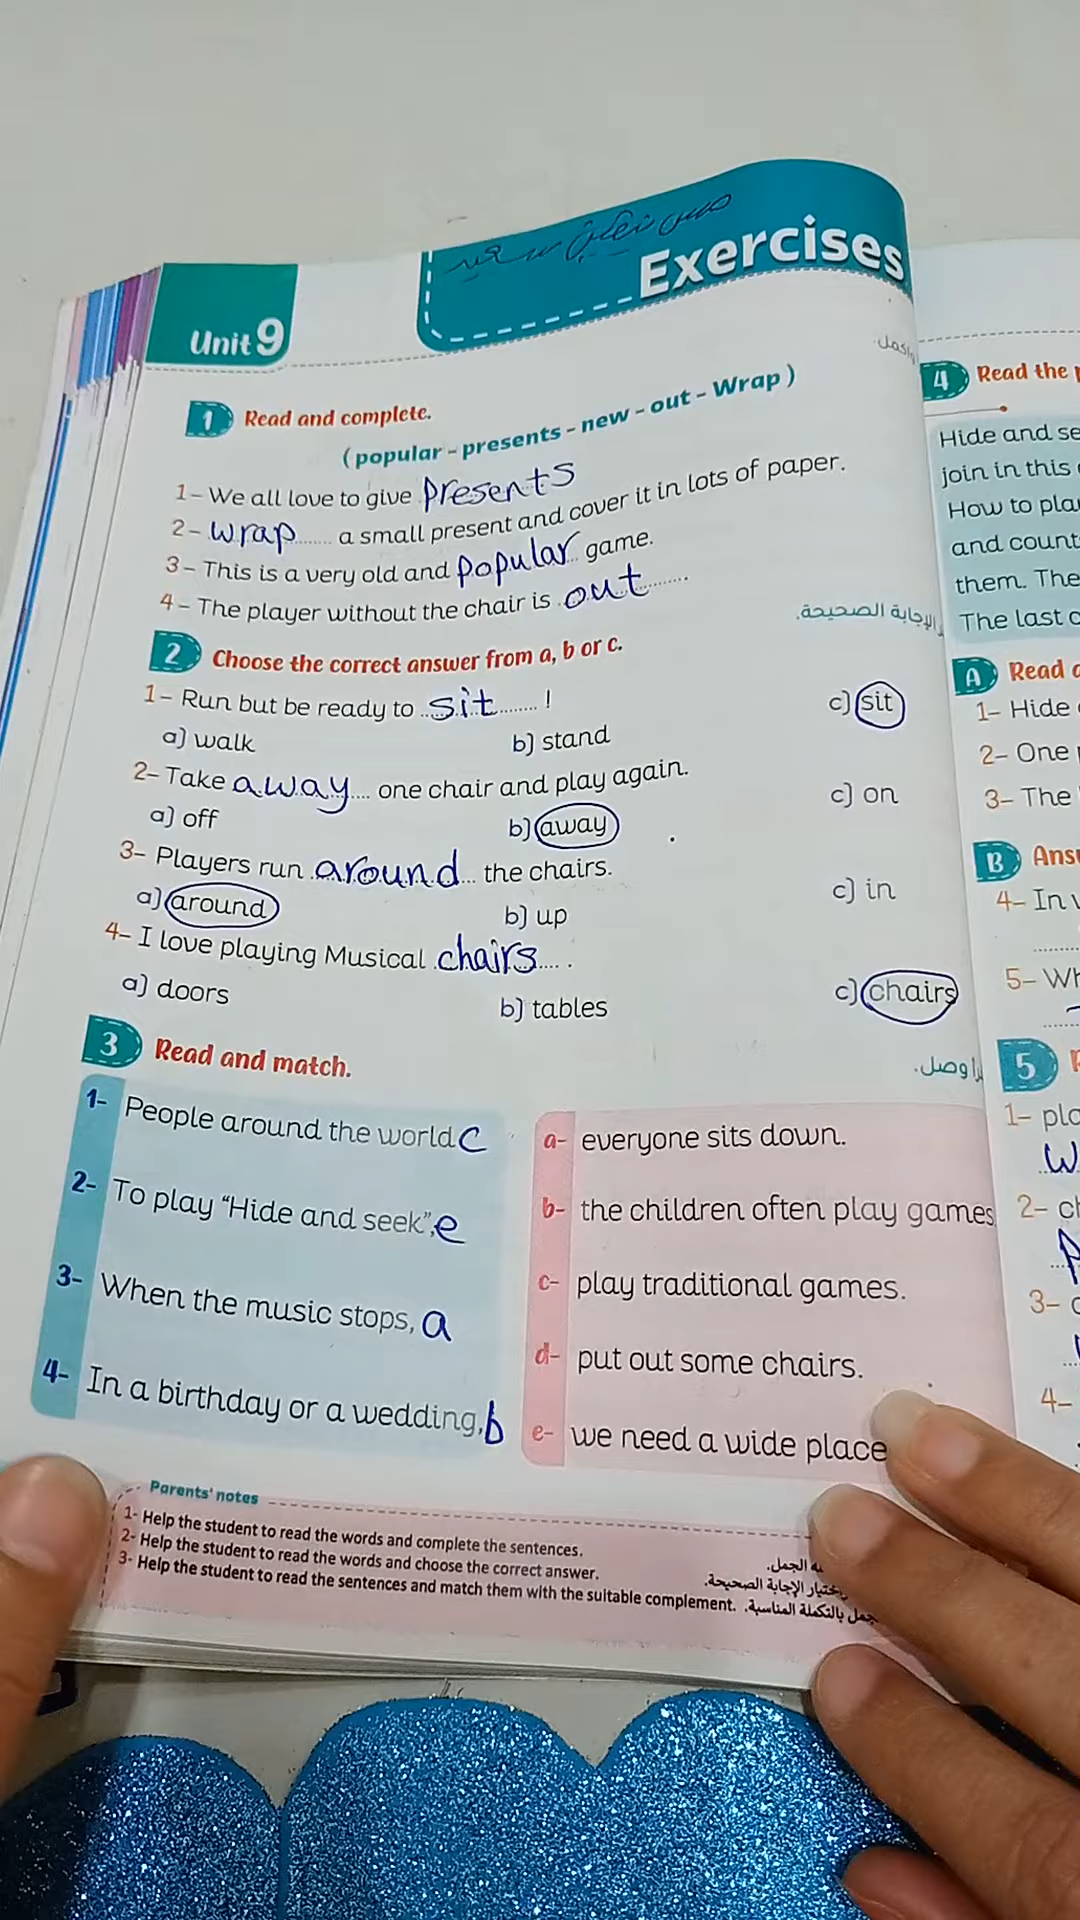 Unit 9
Exercises
1 Read and complete.
( popular - presents - new - out - Wrap )
1- We all love to give presents
2- wrap a small present and cover it in lots of paper.
3- This is a very old and popular game.
4- The player without the chair is out
الإجابة الصحيحة.
2 Choose the correct answer from a, b or c.
1- Run but be ready to sit !
a) walk b) stand c) sit
2- Take away one chair and play again.
a) off b) away c) on
3- Players run around the chairs.
a) around b) up c) in
4- I love playing Musical chairs .
a) doors b) tables c) chairs
3 Read and match.
1- People around the world c
2- To play "Hide and seek", e
3- When the music stops, a
4- In a birthday or a wedding, b
a- everyone sits down.
b- the children often play games
c- play traditional games.
d- put out some chairs.
e- we need a wide place
Parents' notes
1- Help the student to read the words and complete the sentences.
2- Help the student to read the words and choose the correct answer.
3- Help the student to read the sentences and match them with the suitable complement.
الجمل.
الإجابة الصحيحة.
بالتكملة المناسبة.
4 Read the
Hide and se
join in this
How to pla
and count
them. The
The last
A Read
1- Hide
2- One
3- The
B Ans
4- In
5- Wh
5
1- pla
2- ch
3-
4-